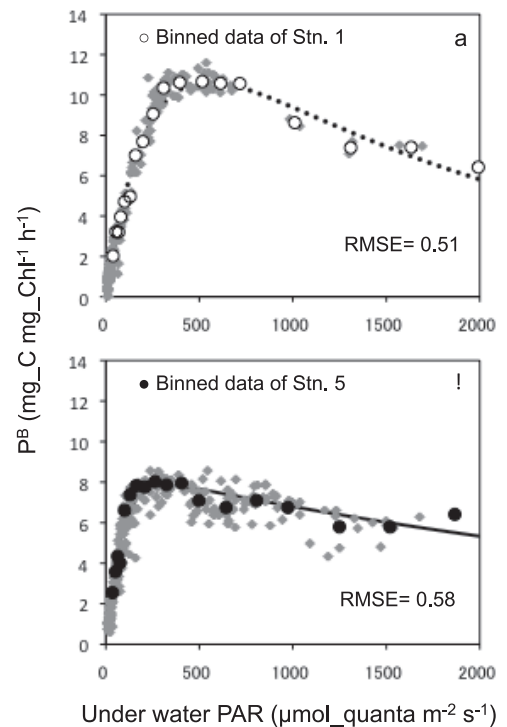 14
○ Binned data of Stn. 1
a
12
10
8
6
4
RMSE= 0.51
2
0
0 500 1000 1500 2000
P^B (mg_C mg_Chl⁻¹ h⁻¹)
14
● Binned data of Stn. 5
!
12
10
8
6
4
RMSE= 0.58
2
0
0 500 1000 1500 2000
Under water PAR (µmol_quanta m⁻² s⁻¹)